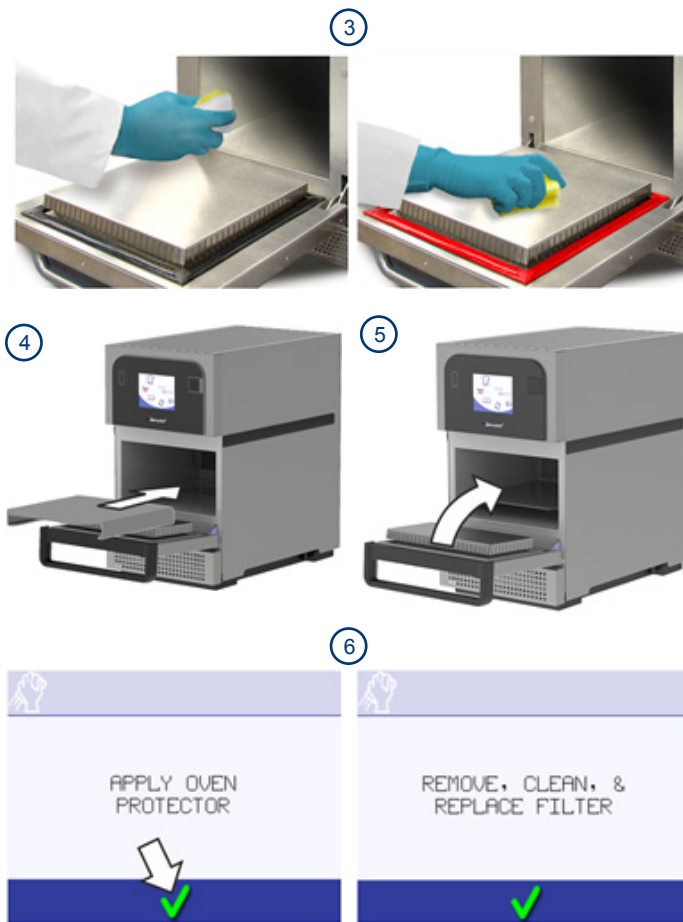 3
4
5
6
APPLY OVEN
PROTECTOR
REMOVE, CLEAN, &
REPLACE FILTER